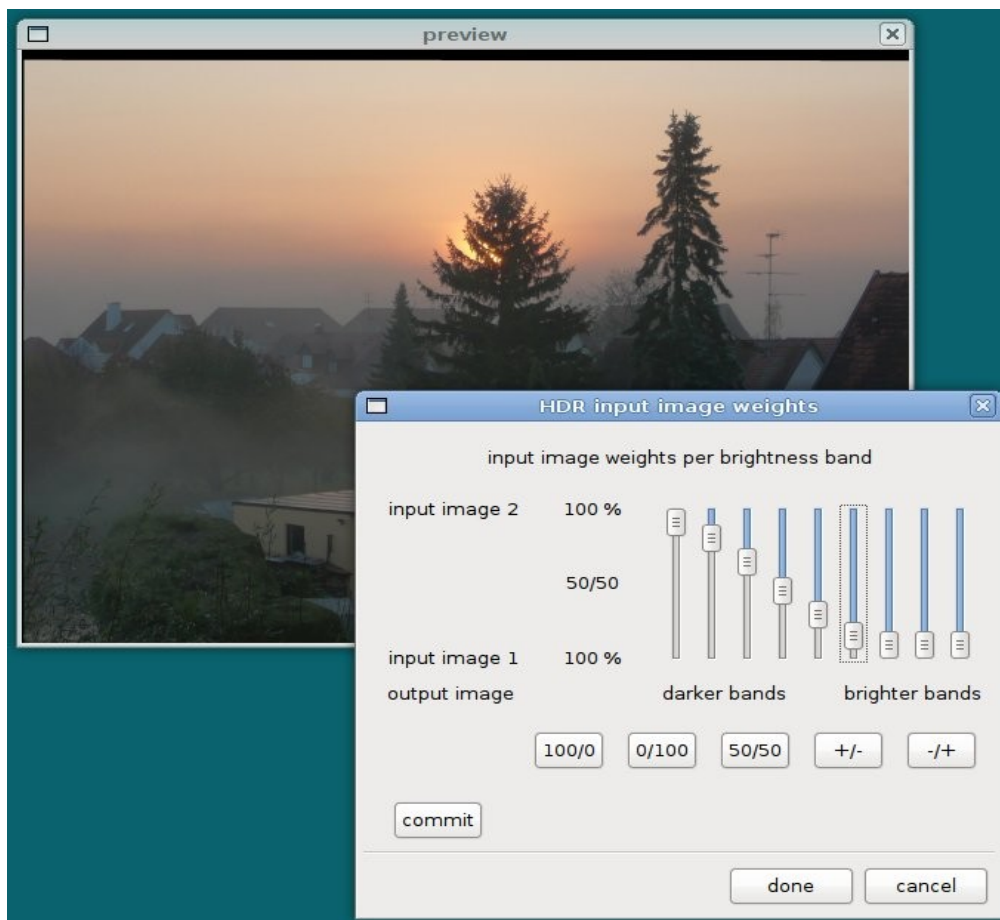 preview
HDR input image weights
input image weights per brightness band
input image 2 100 %
50/50
input image 1 100 %
output image darker bands brighter bands
100/0 0/100 50/50 +/- -/+
commit
done cancel